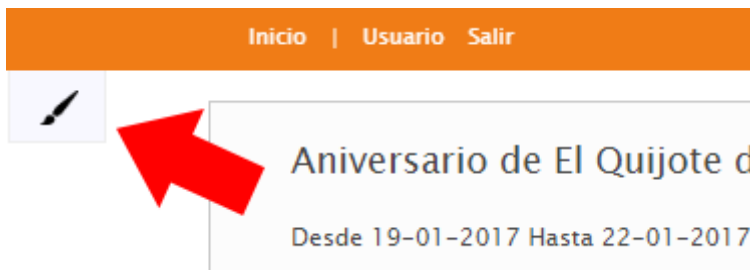 Inicio | Usuario Salir
Aniversario de El Quijote
Desde 19-01-2017 Hasta 22-01-2017